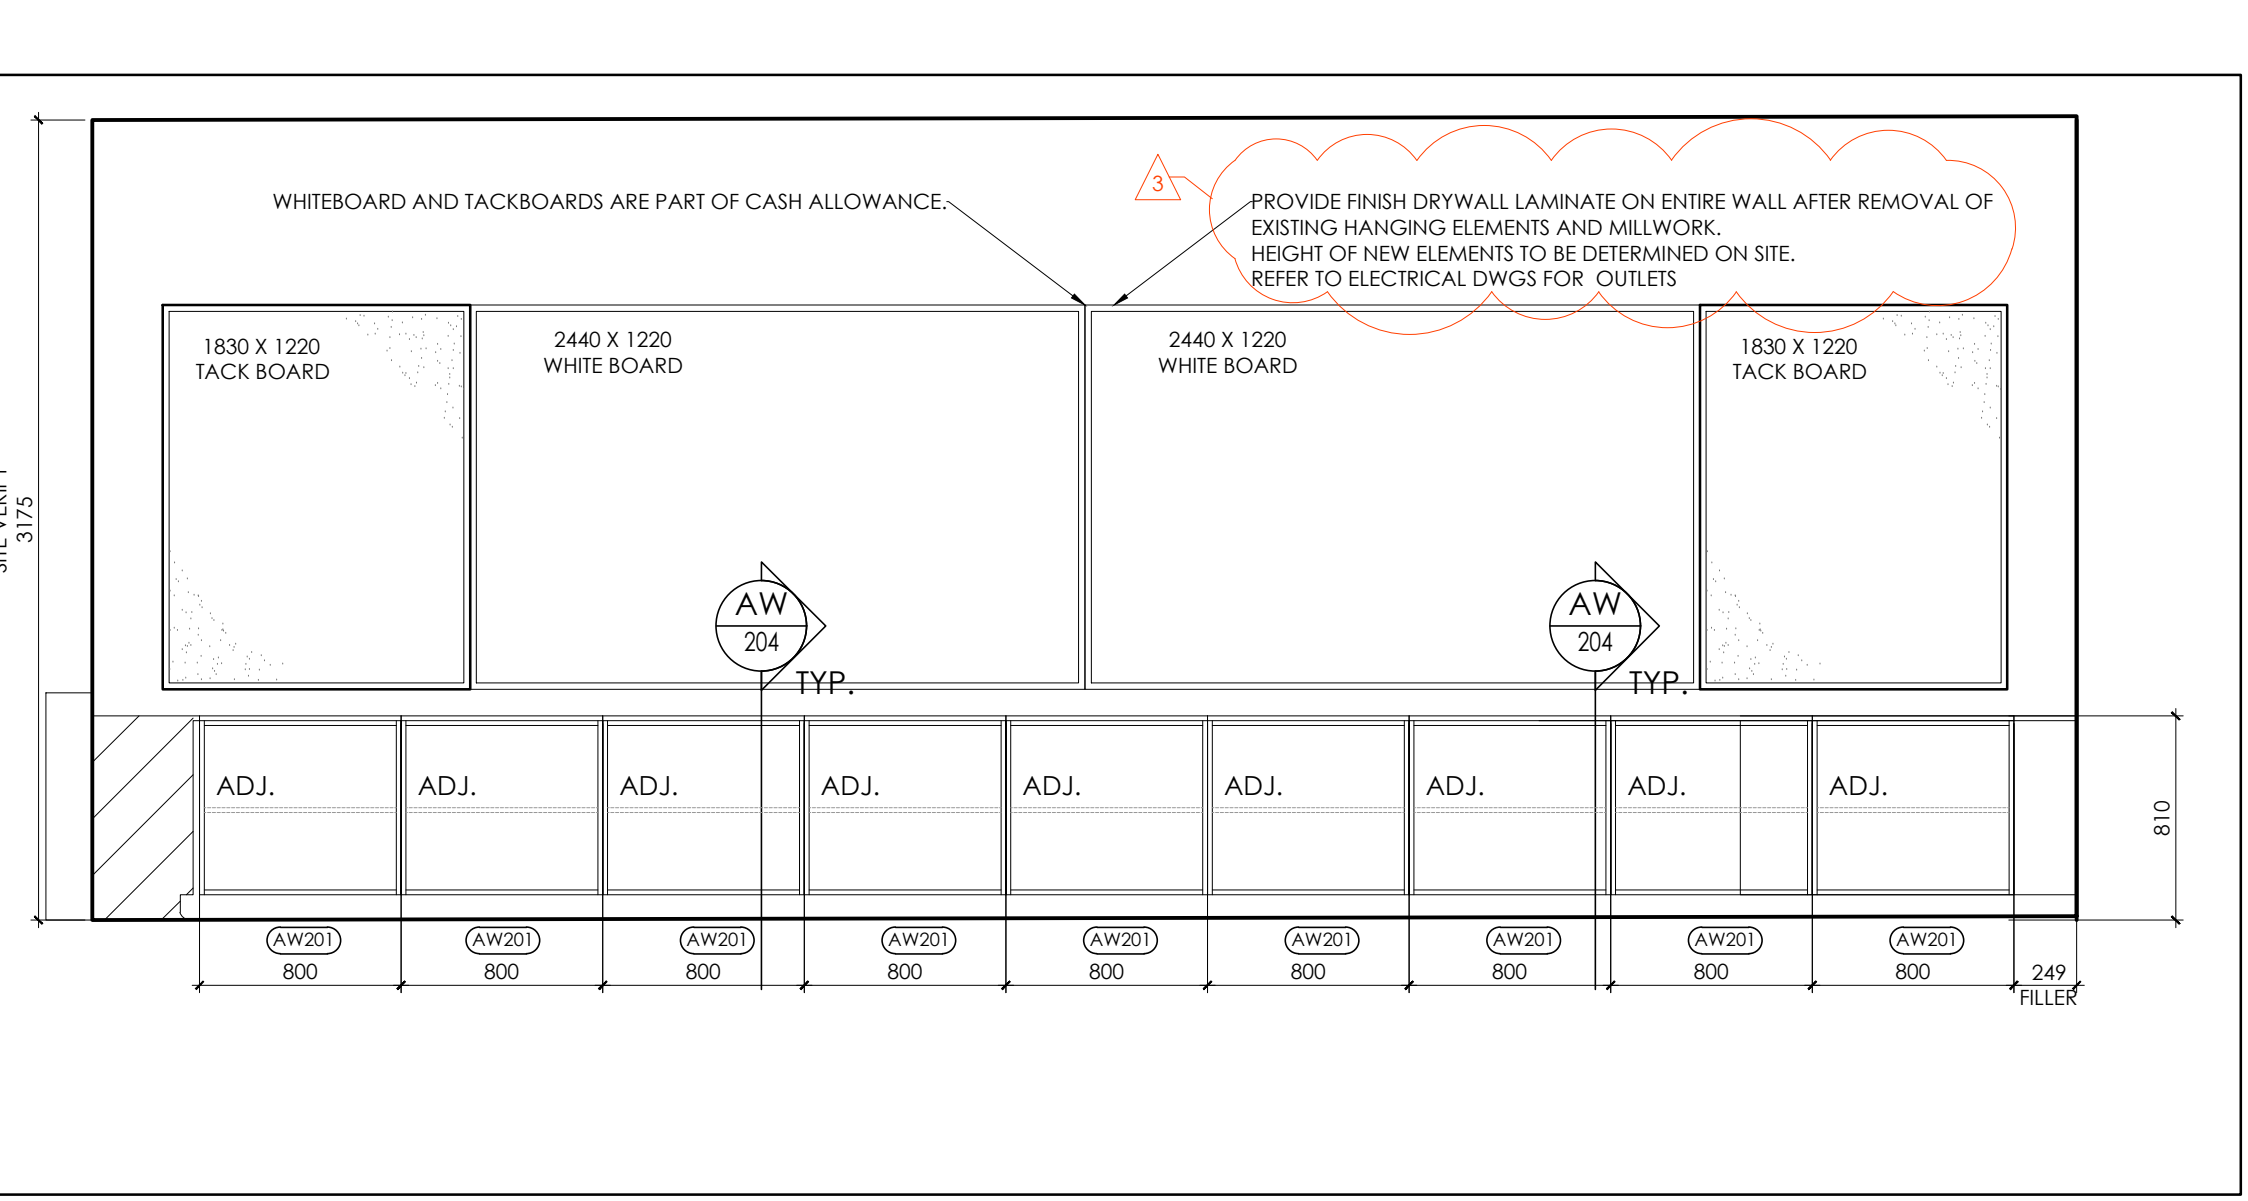 WHITEBOARD AND TACKBOARDS ARE PART OF CASH ALLOWANCE.
3
PROVIDE FINISH DRYWALL LAMINATE ON ENTIRE WALL AFTER REMOVAL OF
EXISTING HANGING ELEMENTS AND MILLWORK.
HEIGHT OF NEW ELEMENTS TO BE DETERMINED ON SITE.
REFER TO ELECTRICAL DWGS FOR OUTLETS
1830 X 1220
TACK BOARD
2440 X 1220
WHITE BOARD
2440 X 1220
WHITE BOARD
1830 X 1220
TACK BOARD
SITE VERIFY
3175
AW
204
TYP.
AW
204
TYP.
ADJ.
ADJ.
ADJ.
ADJ.
ADJ.
ADJ.
ADJ.
ADJ.
ADJ.
810
AW201
800
AW201
800
AW201
800
AW201
800
AW201
800
AW201
800
AW201
800
AW201
800
AW201
800
249
FILLER